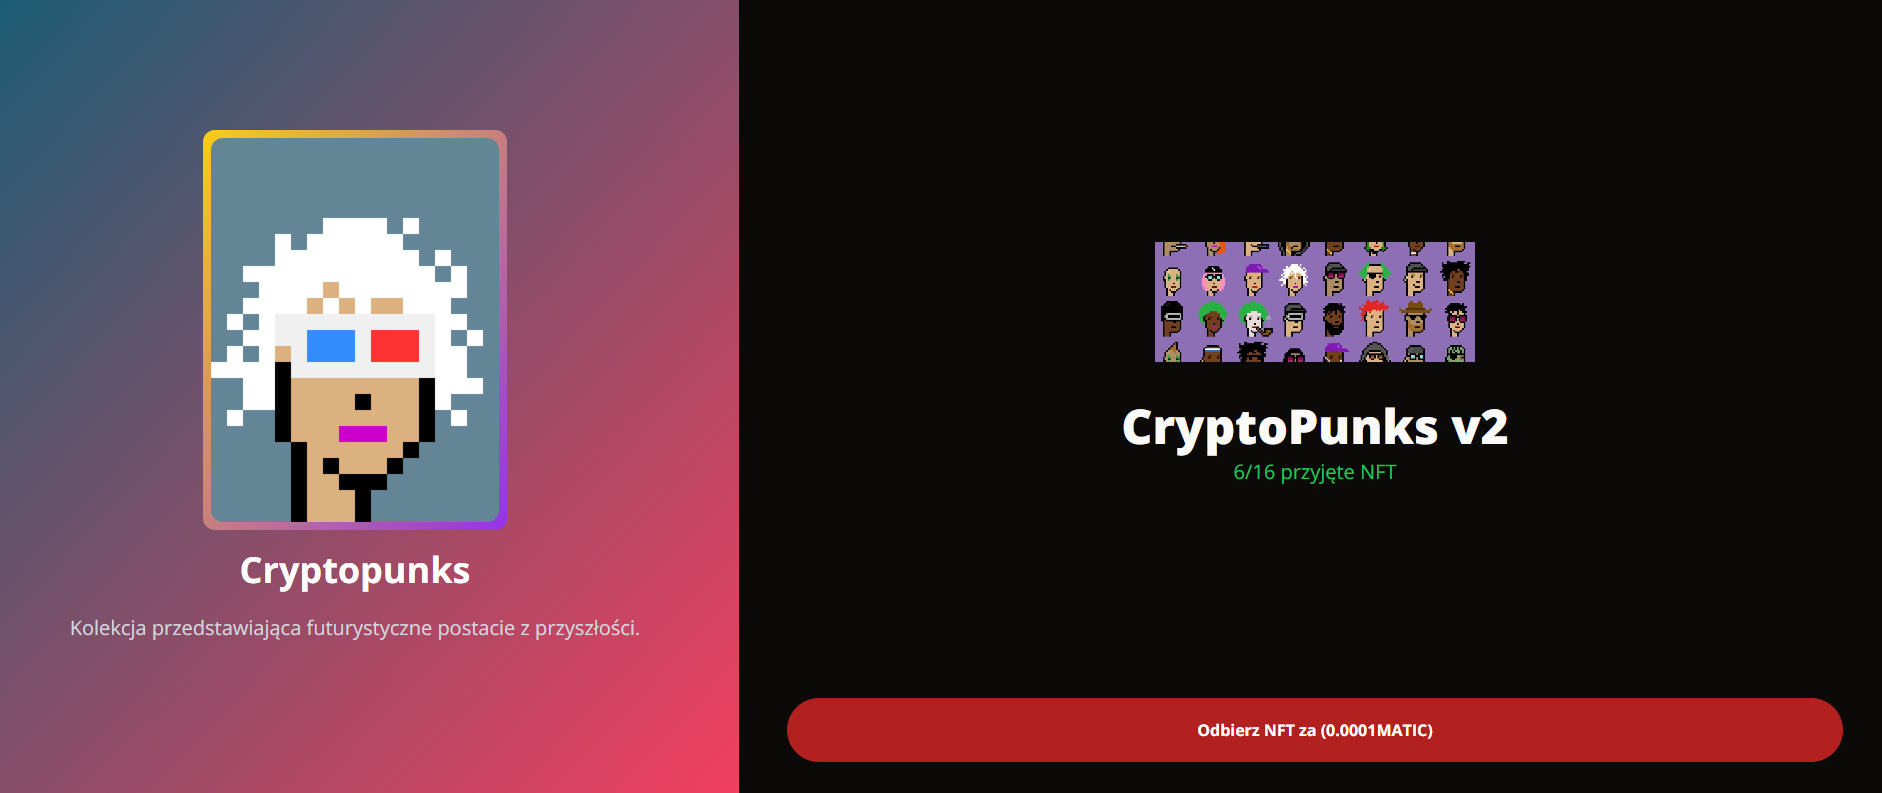 Cryptopunks
Kolekcja przedstawiająca futurystyczne postacie z przyszłości.
CryptoPunks v2
6/16 przyjęte NFT
Odbierz NFT za (0.0001MATIC)